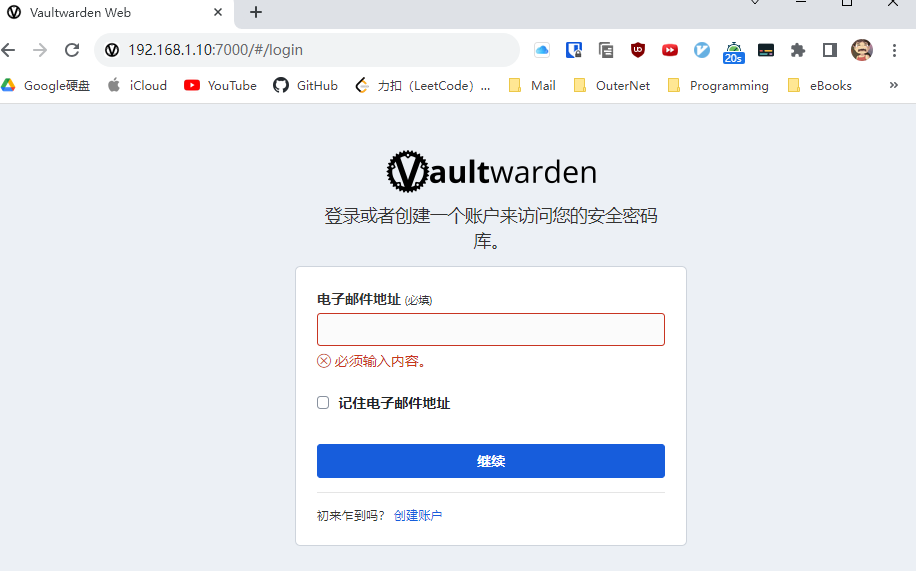 Vaultwarden Web
192.168.1.10:7000/#/login
20s
Google硬盘 iCloud YouTube GitHub 力扣（LeetCode）... Mail OuterNet Programming eBooks »
Vaultwarden
登录或者创建一个账户来访问您的安全密码
库。
电子邮件地址 (必填)
必须输入内容。
记住电子邮件地址
继续
初来乍到吗？ 创建账户